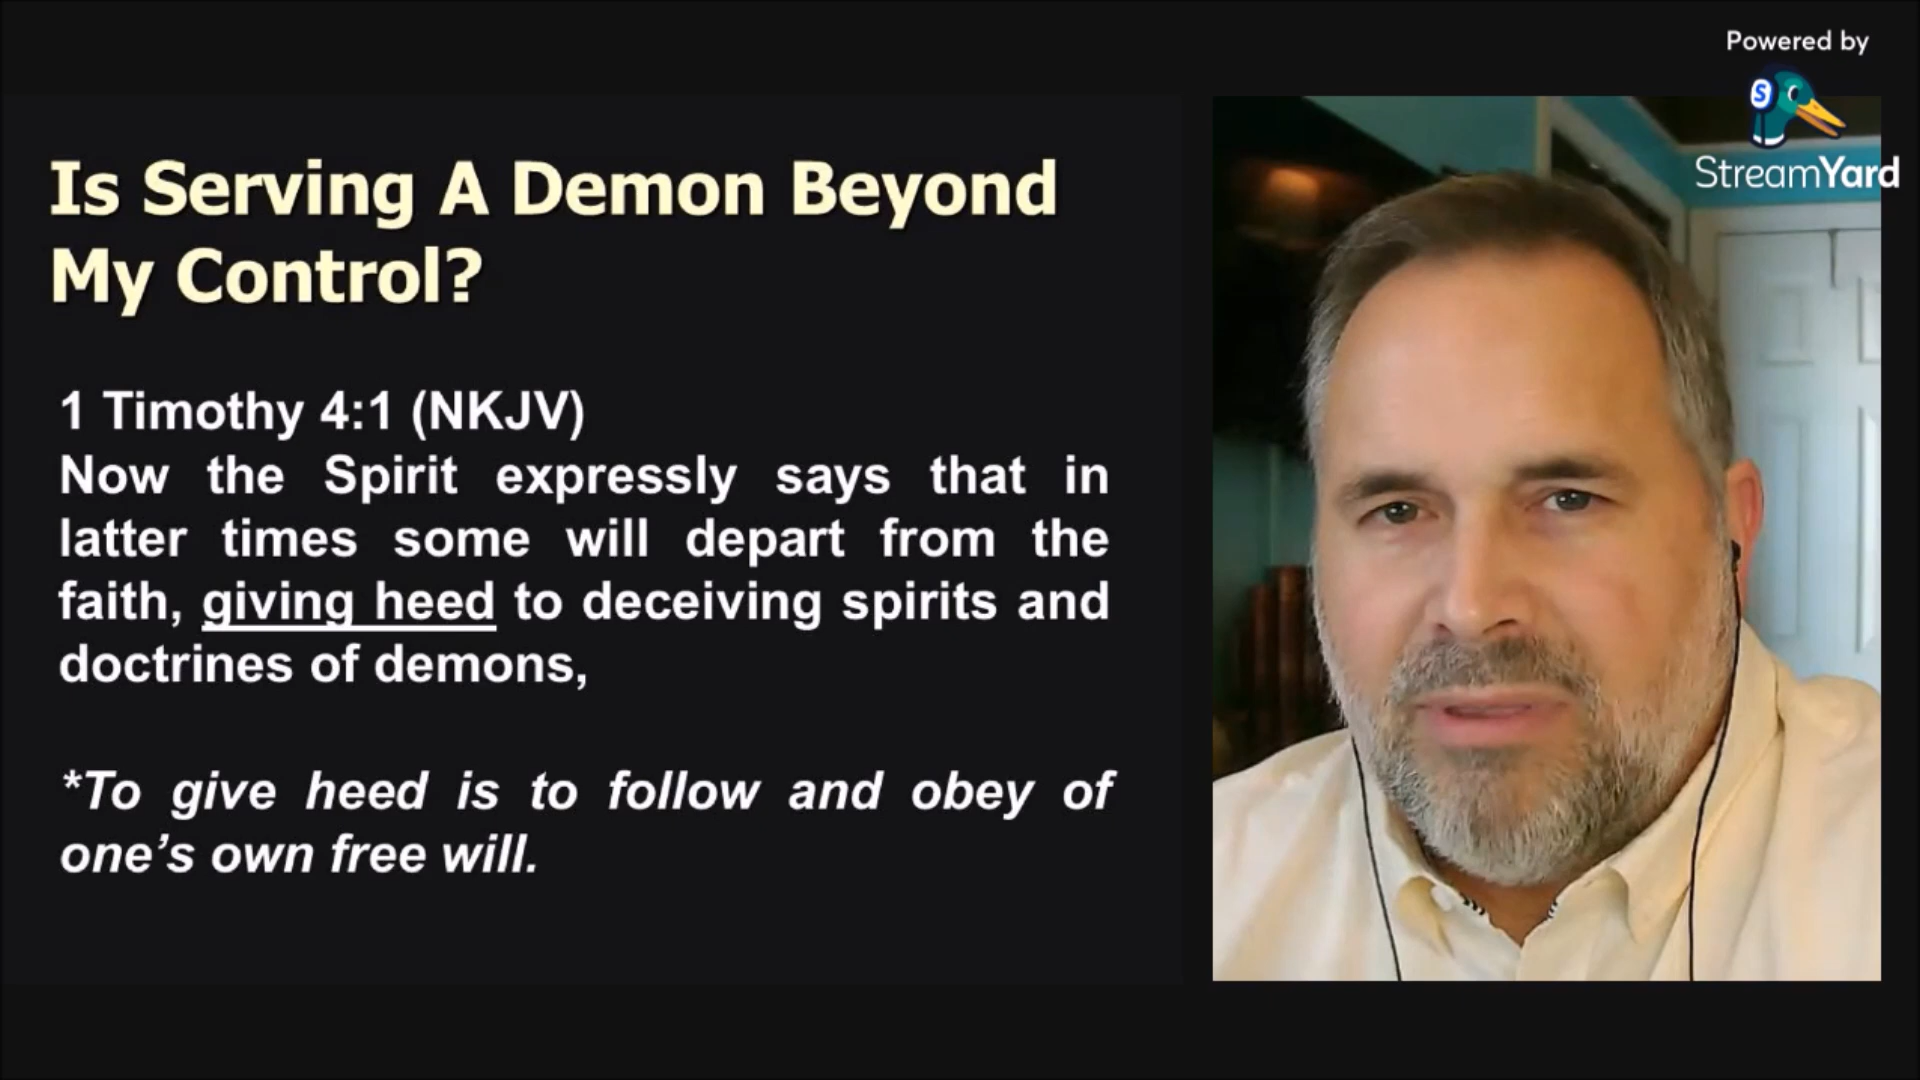 Powered by
S
StreamYard
Is Serving A Demon Beyond
My Control?
1 Timothy 4:1 (NKJV)
Now the Spirit expressly says that in
latter times some will depart from the
faith, giving heed to deceiving spirits and
doctrines of demons,
*To give heed is to follow and obey of
one’s own free will.